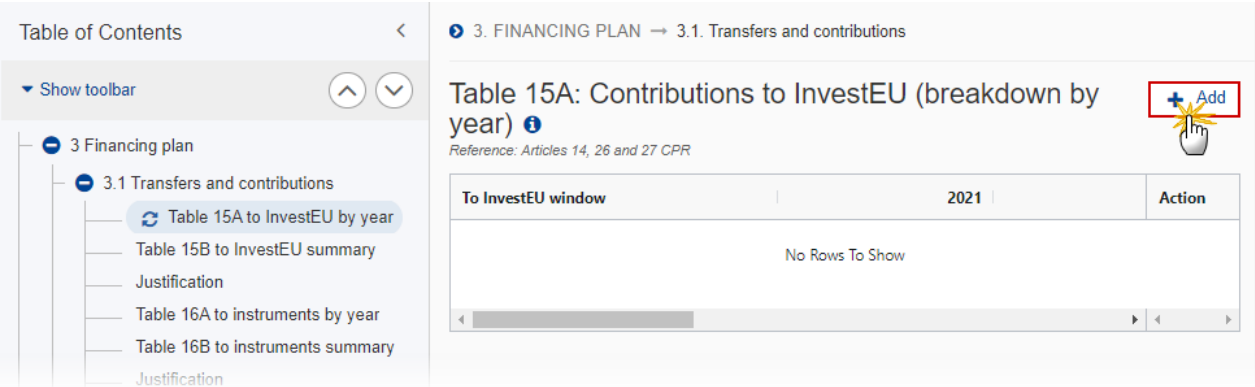 Table of Contents
Show toolbar
3 Financing plan
3.1 Transfers and contributions
Table 15A to InvestEU by year
Table 15B to InvestEU summary
Justification
Table 16A to instruments by year
Table 16B to instruments summary
Justification
3. FINANCING PLAN → 3.1. Transfers and contributions
Table 15A: Contributions to InvestEU (breakdown by
year)
Add
Reference: Articles 14, 26 and 27 CPR
To InvestEU window 2021 Action
No Rows To Show